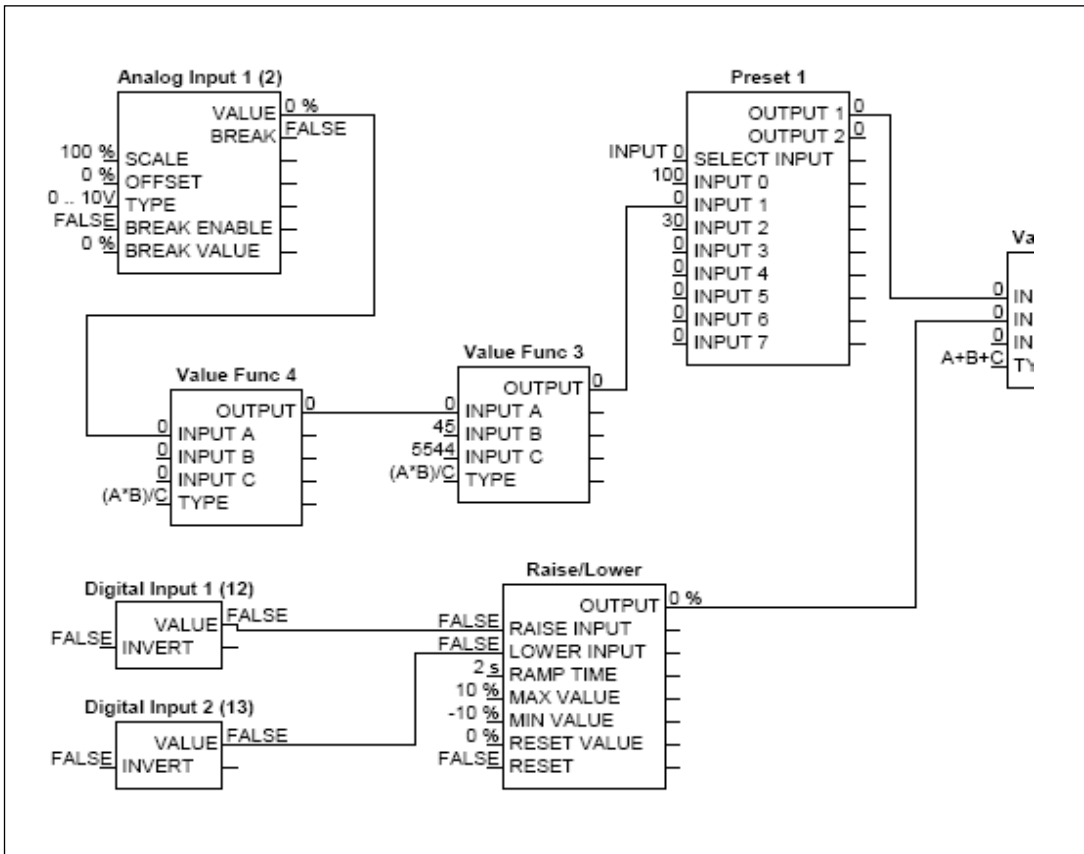 Analog Input 1 (2)
VALUE 0 %
BREAK FALSE
100 % SCALE
0 % OFFSET
0 .. 10V TYPE
FALSE BREAK ENABLE
0 % BREAK VALUE
Preset 1
OUTPUT 1 0
OUTPUT 2 0
INPUT 0 SELECT INPUT
100 INPUT 0
0 INPUT 1
30 INPUT 2
0 INPUT 3
0 INPUT 4
0 INPUT 5
0 INPUT 6
0 INPUT 7
Va
0 IN
0 IN
0 IN
A+B+C TY
Value Func 4
OUTPUT 0
0 INPUT A
0 INPUT B
0 INPUT C
(A*B)/C TYPE
Value Func 3
OUTPUT 0
0 INPUT A
45 INPUT B
5544 INPUT C
(A*B)/C TYPE
Digital Input 1 (12)
VALUE FALSE
FALSE INVERT
Digital Input 2 (13)
VALUE FALSE
FALSE INVERT
Raise/Lower
OUTPUT 0 %
FALSE RAISE INPUT
FALSE LOWER INPUT
2 s RAMP TIME
10 % MAX VALUE
-10 % MIN VALUE
0 % RESET VALUE
FALSE RESET